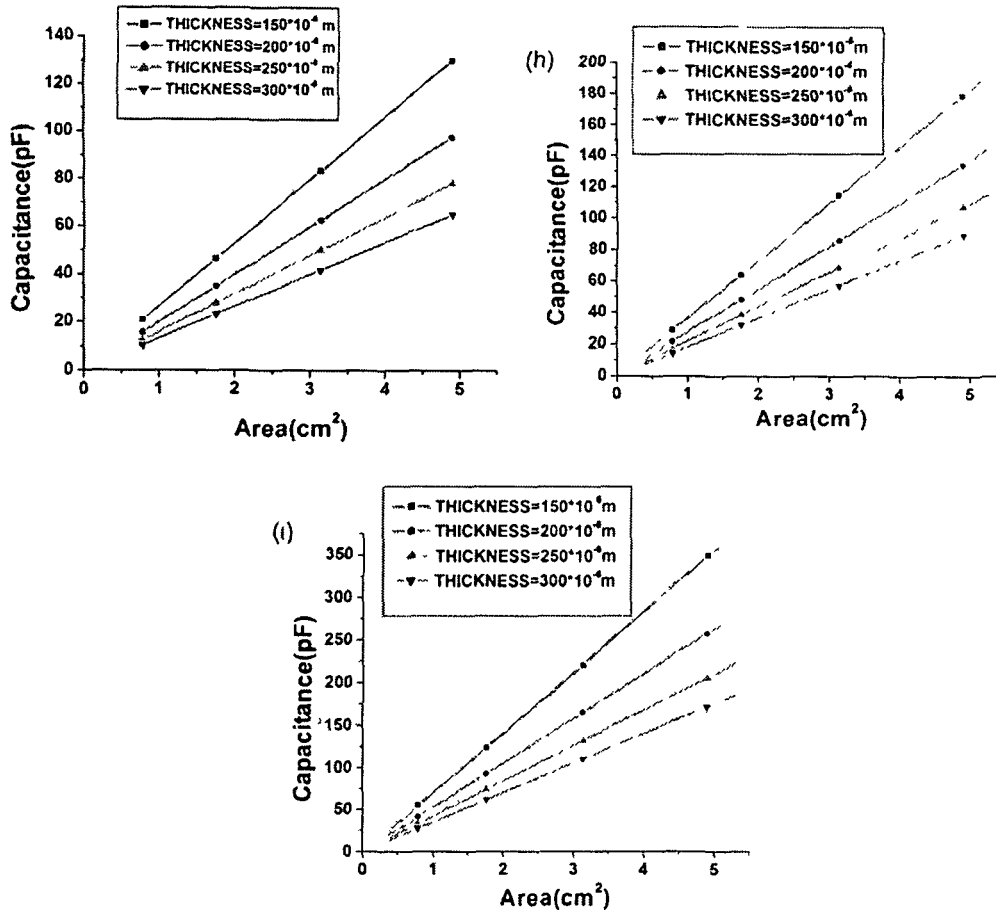 THICKNESS=150*10⁻⁶ m
THICKNESS=200*10⁻⁶ m
THICKNESS=250*10⁻⁶ m
THICKNESS=300*10⁻⁶ m
140
120
100
80
60
40
20
0
Capacitance(pF)
0 1 2 3 4 5
Area(cm²)
(h)
THICKNESS=150*10⁻⁶m
THICKNESS=200*10⁻⁶m
THICKNESS=250*10⁻⁶m
THICKNESS=300*10⁻⁶m
200
180
160
140
120
100
80
60
40
20
0
Capacitance(pF)
0 1 2 3 4 5
Area(cm²)
(i)
THICKNESS=150*10⁻⁶m
THICKNESS=200*10⁻⁶m
THICKNESS=250*10⁻⁶m
THICKNESS=300*10⁻⁶m
350
300
250
200
150
100
50
0
Capacitance(pF)
0 1 2 3 4 5
Area(cm²)